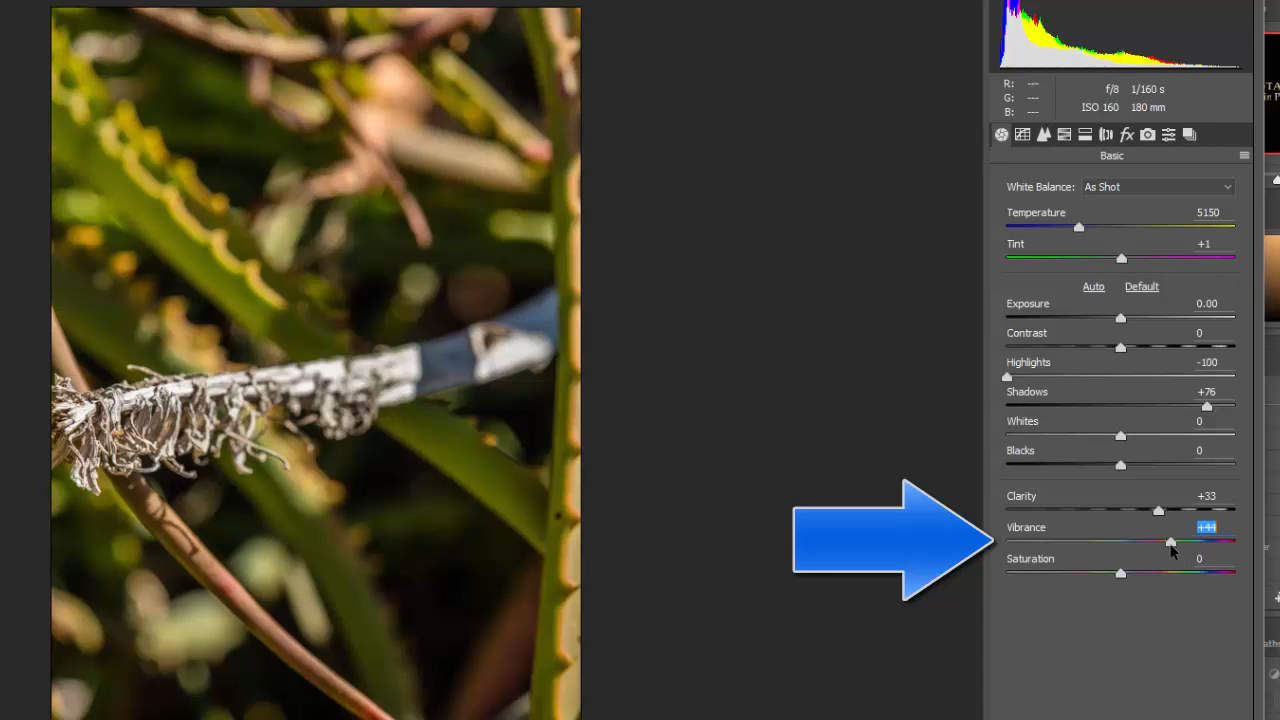 R: ---
G: ---
B: ---
f/8 1/160 s
ISO 160 180 mm
fx
Basic
White Balance: As Shot
Temperature 5150
Tint +1
Auto Default
Exposure 0.00
Contrast 0
Highlights -100
Shadows +76
Whites 0
Blacks 0
Clarity +33
Vibrance +44
Saturation 0